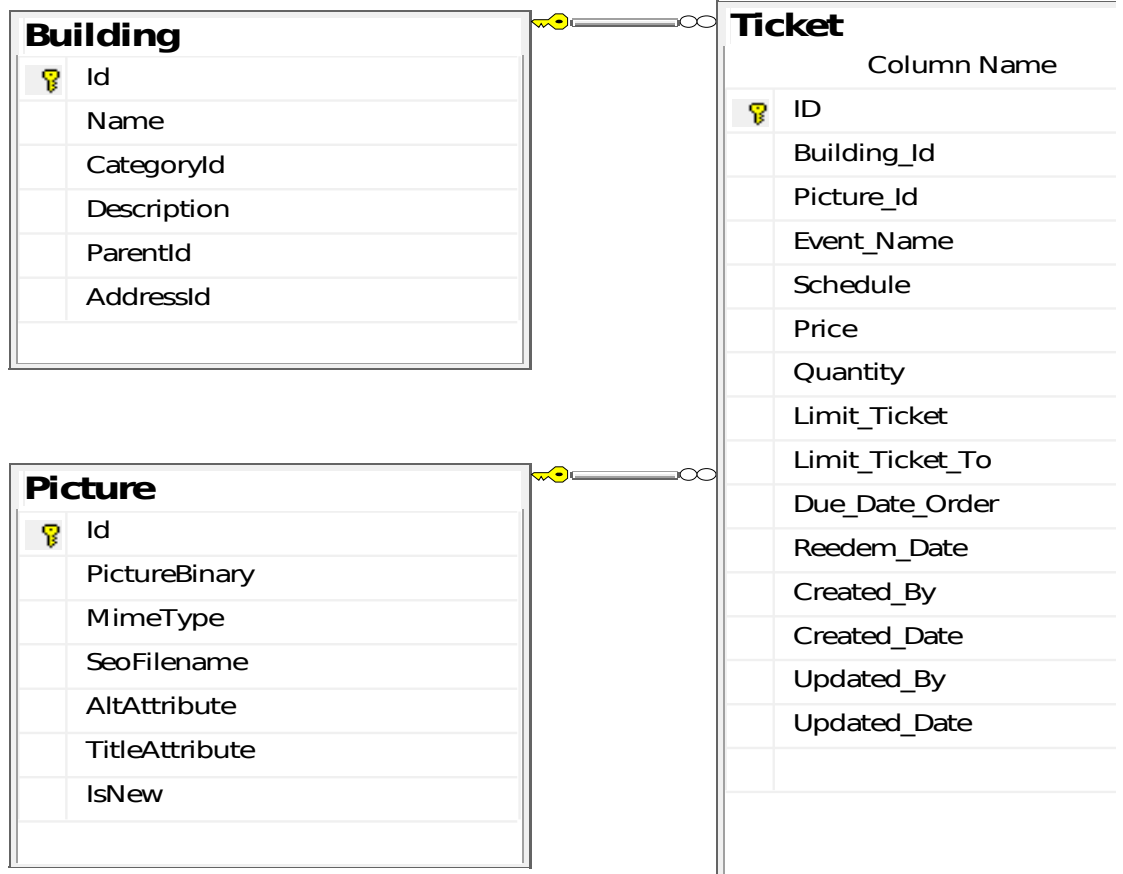 Building
Id
Name
CategoryId
Description
ParentId
AddressId
Picture
Id
PictureBinary
MimeType
SeoFilename
AltAttribute
TitleAttribute
IsNew
Ticket
Column Name
ID
Building_Id
Picture_Id
Event_Name
Schedule
Price
Quantity
Limit_Ticket
Limit_Ticket_To
Due_Date_Order
Reedem_Date
Created_By
Created_Date
Updated_By
Updated_Date